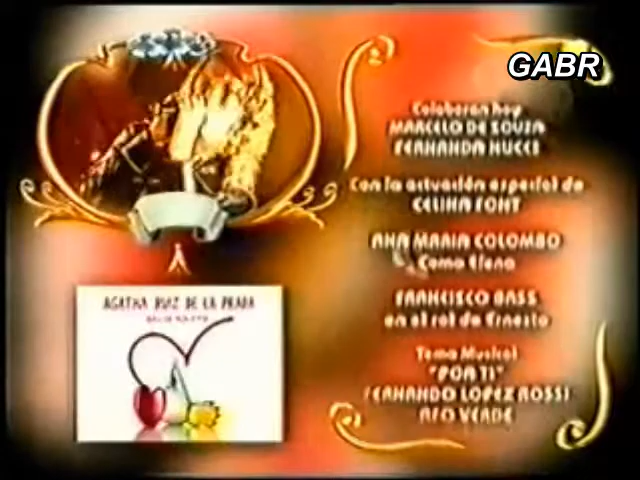 GABR
Colaboran hoy
MARCELO DE SOUZA
FERNANDA NUCCI
Con la actuación especial de
CELINA FONT
ANA MARIA COLOMBO
Como Elena
FRANCISCO BASS
en el rol de Ernesto
Tema Musical
"POR TI"
FERNANDO LOPEZ ROSSI
AFO VERDE
AGATHA RUIZ DE LA PRADA